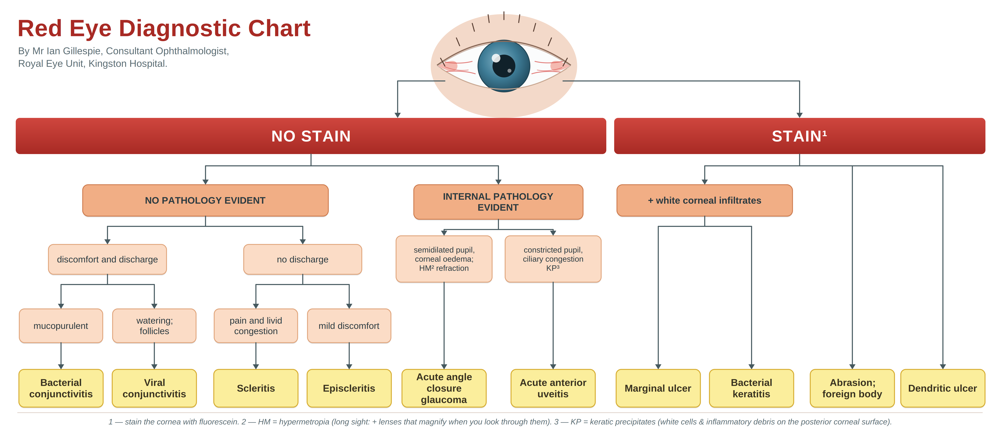 Red Eye Diagnostic Chart
By Mr Ian Gillespie, Consultant Ophthalmologist,
Royal Eye Unit, Kingston Hospital.
NO STAIN
STAIN¹
NO PATHOLOGY EVIDENT
INTERNAL PATHOLOGY
EVIDENT
+ white corneal infiltrates
discomfort and discharge
no discharge
semidilated pupil,
corneal oedema;
HM² refraction
constricted pupil,
ciliary congestion
KP³
mucopurulent
watering;
follicles
pain and livid
congestion
mild discomfort
Bacterial
conjunctivitis
Viral
conjunctivitis
Scleritis
Episcleritis
Acute angle
closure
glaucoma
Acute anterior
uveitis
Marginal ulcer
Bacterial
keratitis
Abrasion;
foreign body
Dendritic ulcer
1 — stain the cornea with fluorescein. 2 — HM = hypermetropia (long sight: + lenses that magnify when you look through them). 3 — KP = keratic precipitates (white cells & inflammatory debris on the posterior corneal surface).